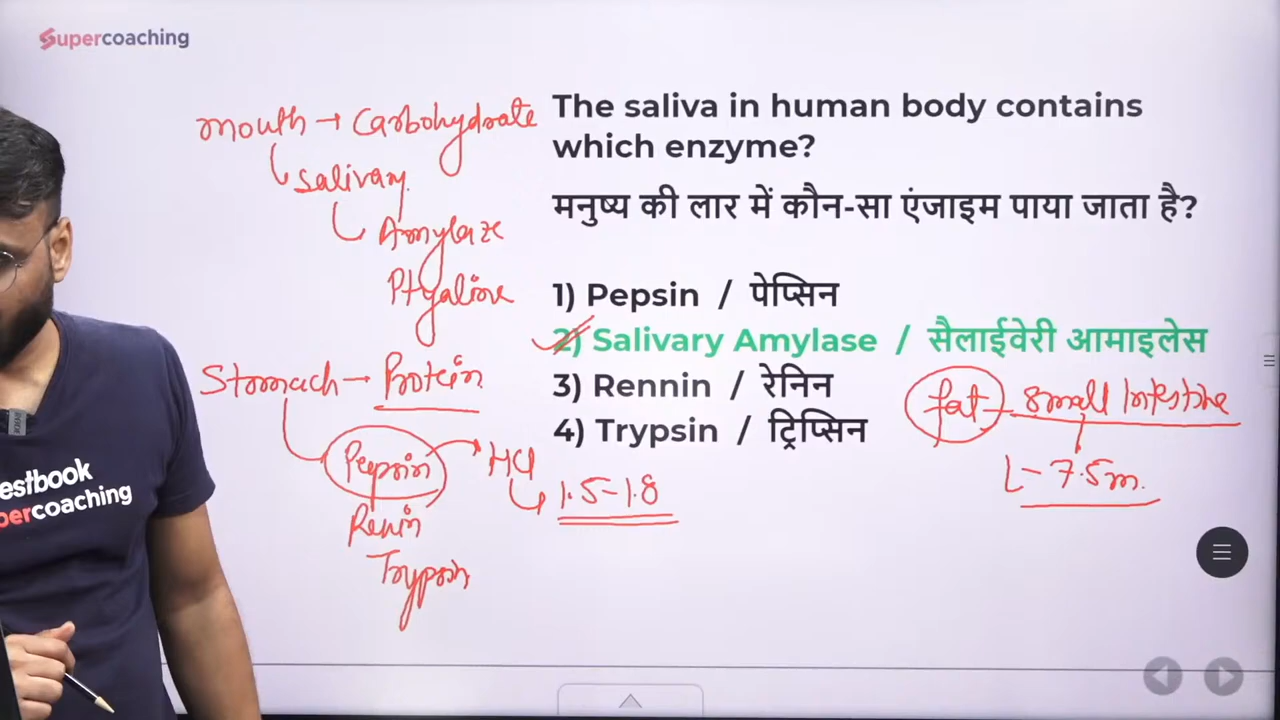 Supercoaching
The saliva in human body contains
which enzyme?
मनुष्य की लार में कौन-सा एंजाइम पाया जाता है?
1) Pepsin / पेप्सिन
2) Salivary Amylase / सैलाईवेरी आमाइलेस
3) Rennin / रेनिन
4) Trypsin / ट्रिप्सिन
Mouth → Carbohydrate
Salivary
Amylaze
Ptyaline
Stomach → Protein
Pepsin → HCl
1.5-1.8
Renin
Trypsin
fat - small Intestine
L - 7.5m.
estbook
percoaching